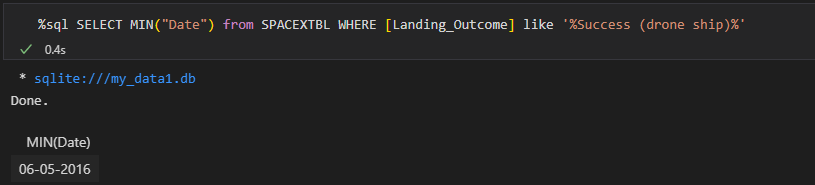 %sql SELECT MIN("Date") from SPACEXTBL WHERE [Landing_Outcome] like '%Success (drone ship)%'
0.4s
* sqlite:///my_data1.db
Done.
MIN(Date)
06-05-2016